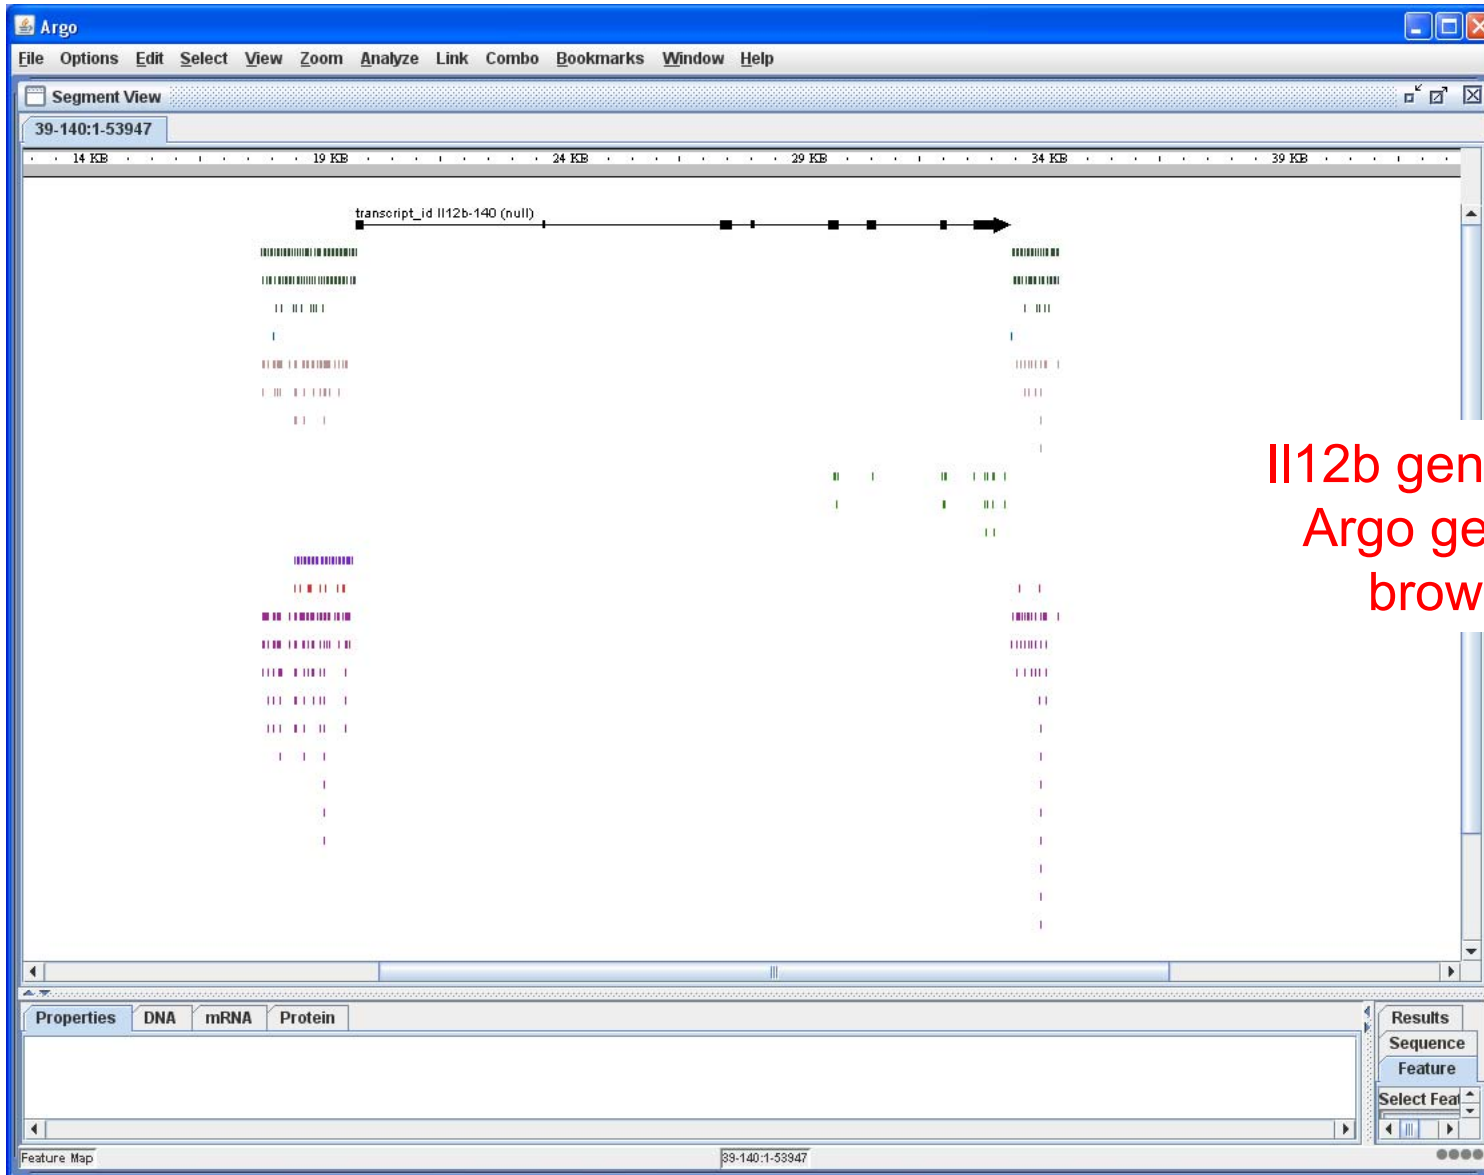 Argo
File Options Edit Select View Zoom Analyze Link Combo Bookmarks Window Help
Segment View
39-140:1-53947
14 KB 19 KB 24 KB 29 KB 34 KB 39 KB
transcript_id Il12b-140 (null)
Il12b gen
Argo ge
brow
Properties DNA mRNA Protein
Results
Sequence
Feature
Select Feat
Feature Map 39-140:1-53947